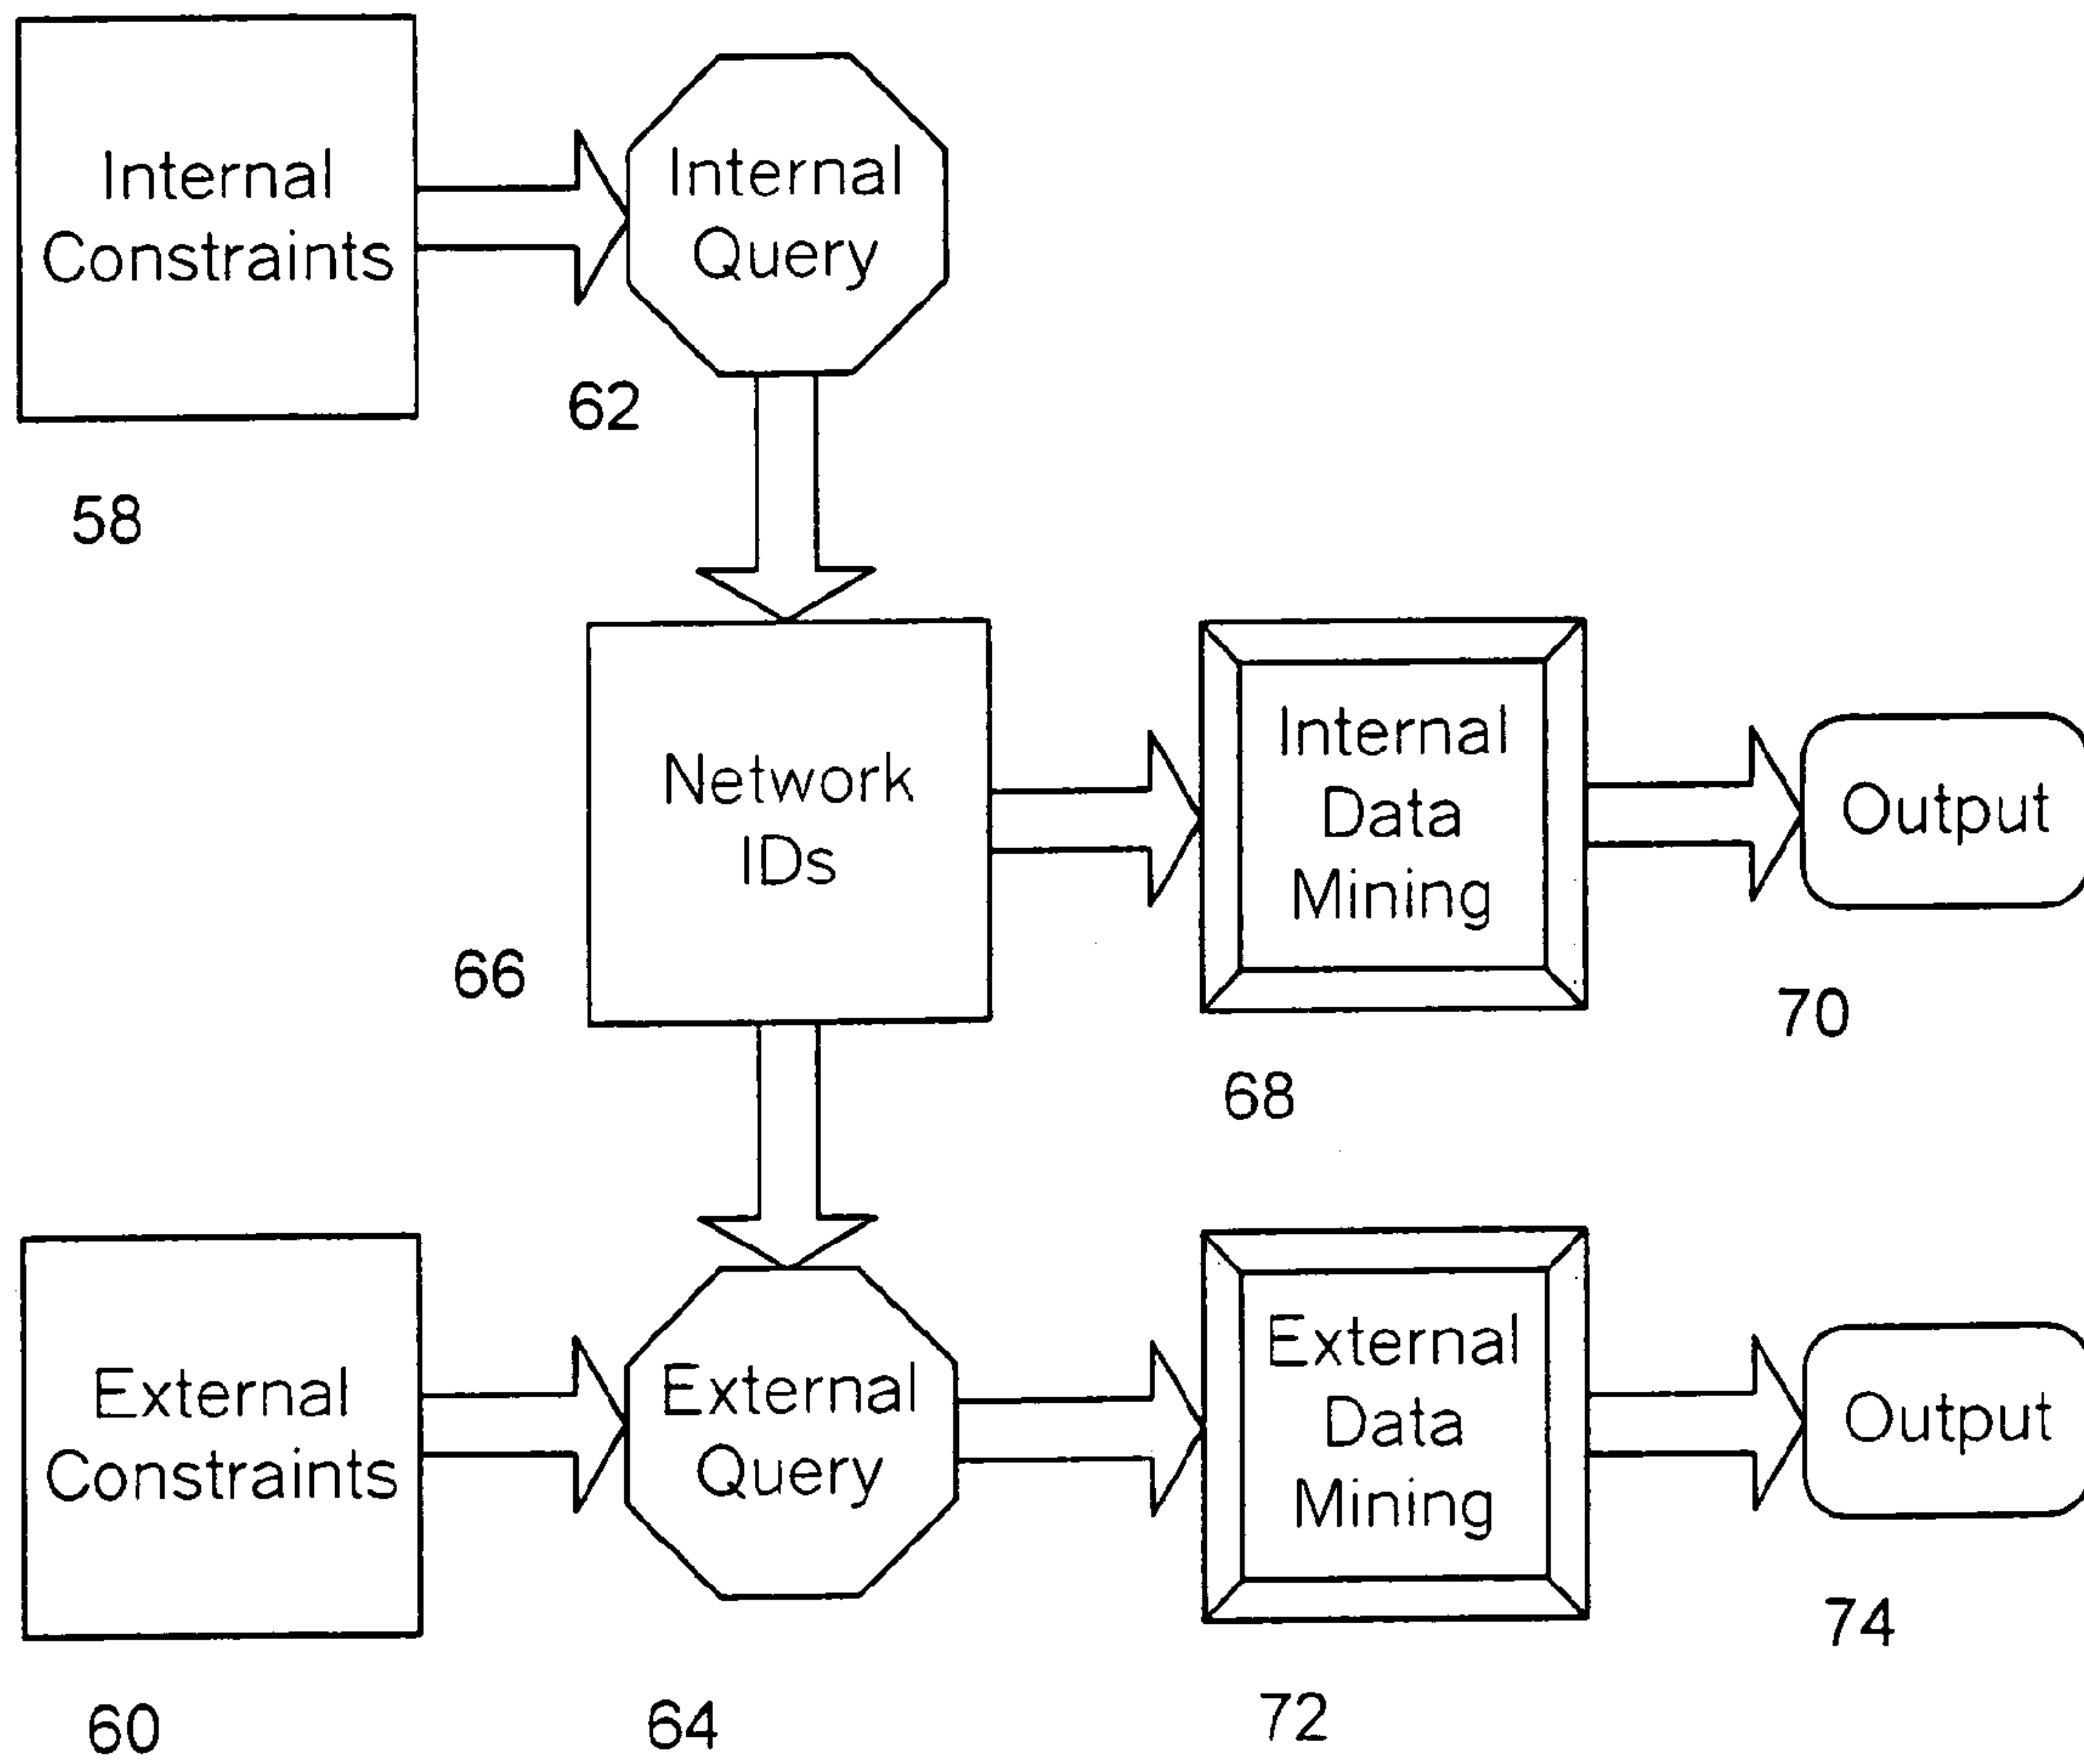 Internal
Constraints
Internal
Query
62
58
Network
IDs
Internal
Data
Mining
Output
66
70
68
External
Constraints
External
Query
External
Data
Mining
Output
74
60
64
72